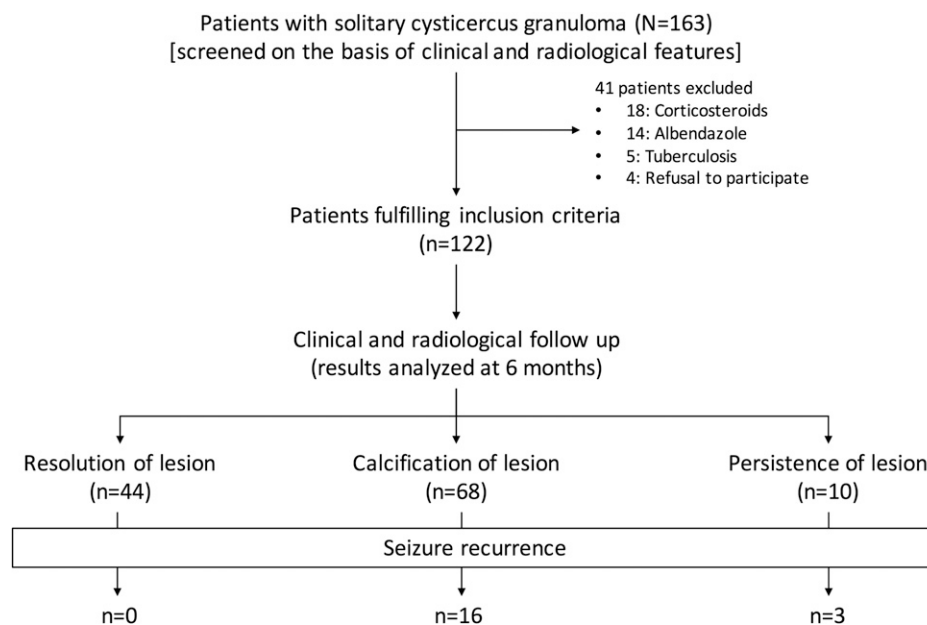 Patients with solitary cysticercus granuloma (N=163)
[screened on the basis of clinical and radiological features]
41 patients excluded
• 18: Corticosteroids
• 14: Albendazole
• 5: Tuberculosis
• 4: Refusal to participate
Patients fulfilling inclusion criteria
(n=122)
Clinical and radiological follow up
(results analyzed at 6 months)
Resolution of lesion
(n=44)
Calcification of lesion
(n=68)
Persistence of lesion
(n=10)
Seizure recurrence
n=0
n=16
n=3